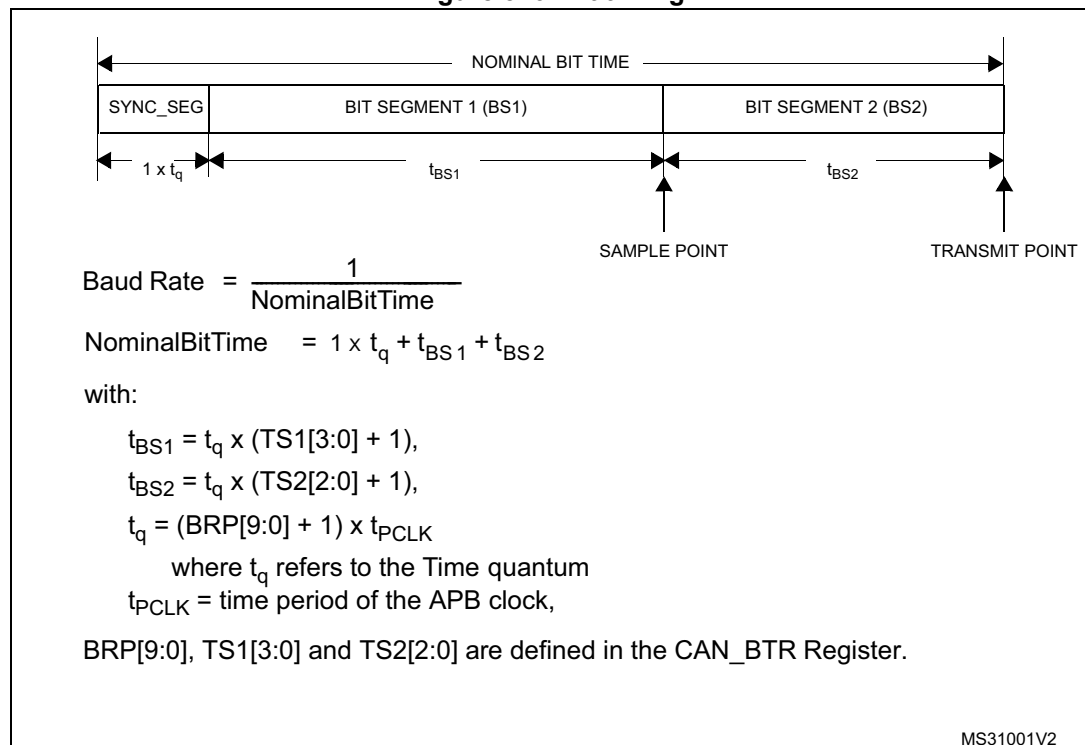 NOMINAL BIT TIME
SYNC_SEG BIT SEGMENT 1 (BS1) BIT SEGMENT 2 (BS2)
1 x tq tBS1 tBS2
SAMPLE POINT TRANSMIT POINT
Baud Rate = 1
NominalBitTime
NominalBitTime = 1 × tq + tBS1 + tBS2
with:
tBS1 = tq x (TS1[3:0] + 1),
tBS2 = tq x (TS2[2:0] + 1),
tq = (BRP[9:0] + 1) x tPCLK
where tq refers to the Time quantum
tPCLK = time period of the APB clock,
BRP[9:0], TS1[3:0] and TS2[2:0] are defined in the CAN_BTR Register.
MS31001V2